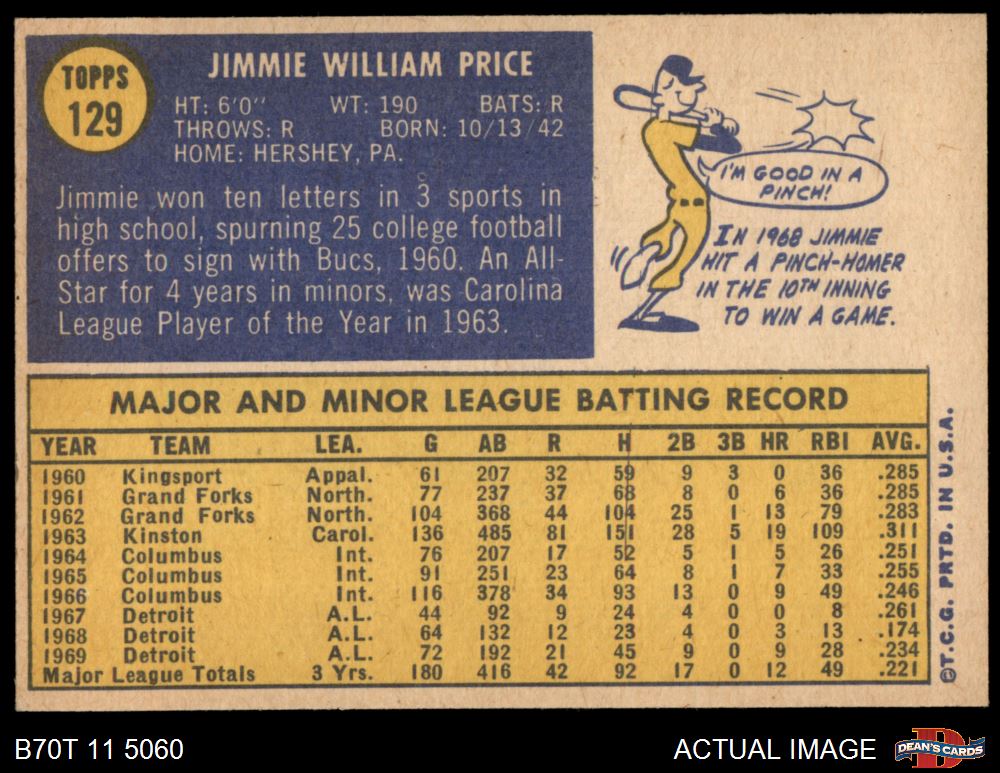 TOPPS
129
JIMMIE WILLIAM PRICE
HT: 6'0" WT: 190 BATS: R
THROWS: R BORN: 10/13/42
HOME: HERSHEY, PA.
Jimmie won ten letters in 3 sports in
high school, spurning 25 college football
offers to sign with Bucs, 1960. An All-
Star for 4 years in minors, was Carolina
League Player of the Year in 1963.
I'M GOOD IN A
PINCH!
IN 1968 JIMMIE
HIT A PINCH-HOMER
IN THE 10TH INNING
TO WIN A GAME.
MAJOR AND MINOR LEAGUE BATTING RECORD
YEAR TEAM LEA. G AB R H 2B 3B HR RBI AVG.
1960 Kingsport Appal. 61 207 32 59 9 3 0 36 .285
1961 Grand Forks North. 77 237 37 68 8 0 6 36 .285
1962 Grand Forks North. 104 368 44 104 25 1 13 79 .283
1963 Kinston Carol. 136 485 81 151 28 5 19 109 .311
1964 Columbus Int. 76 207 17 52 5 1 5 26 .251
1965 Columbus Int. 91 251 23 64 8 1 7 33 .255
1966 Columbus Int. 116 378 34 93 13 0 9 49 .246
1967 Detroit A.L. 44 92 9 24 4 0 0 8 .261
1968 Detroit A.L. 64 132 12 23 4 0 3 13 .174
1969 Detroit A.L. 72 192 21 45 9 0 9 28 .234
Major League Totals 3 Yrs. 180 416 42 92 17 0 12 49 .221
©T.C.G. PRTD. IN U.S.A.
B70T 11 5060
ACTUAL IMAGE
D
DEAN'S CARDS